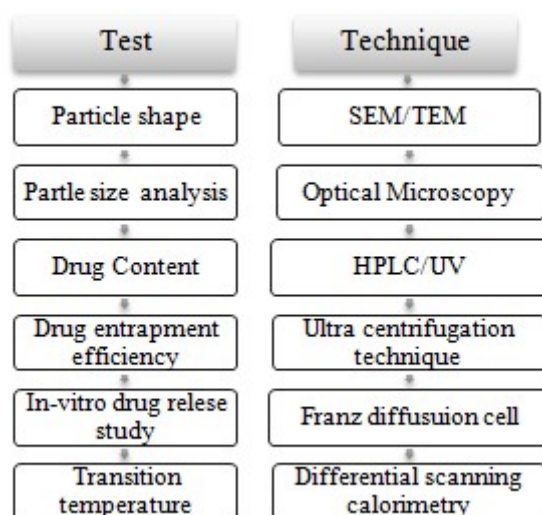 Test
Technique
Particle shape
SEM/TEM
Partle size analysis
Optical Microscopy
Drug Content
HPLC/UV
Drug entrapment
efficiency
Ultra centrifugation
technique
In-vitro drug relese
study
Franz diffusuion cell
Transition
temperature
Differential scanning
calorimetry